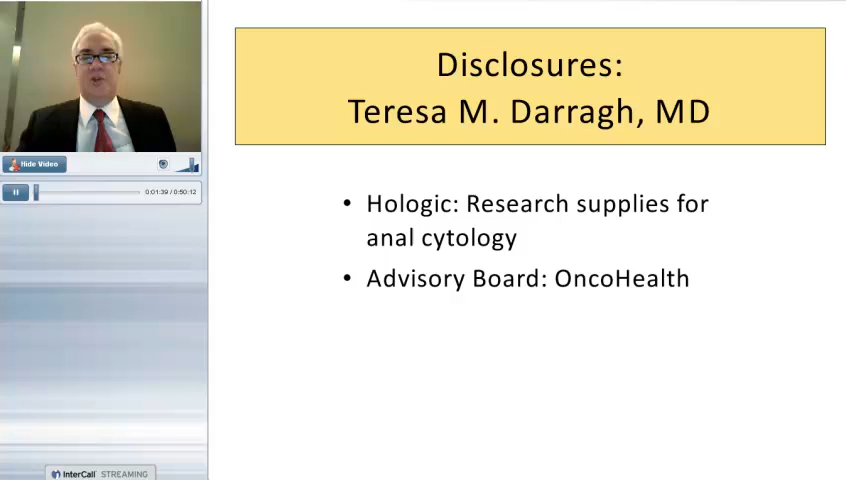 Disclosures:
Teresa M. Darragh, MD
Hide Video
0:01:39 / 0:50:12
• Hologic: Research supplies for
anal cytology
• Advisory Board: OncoHealth
InterCall STREAMING